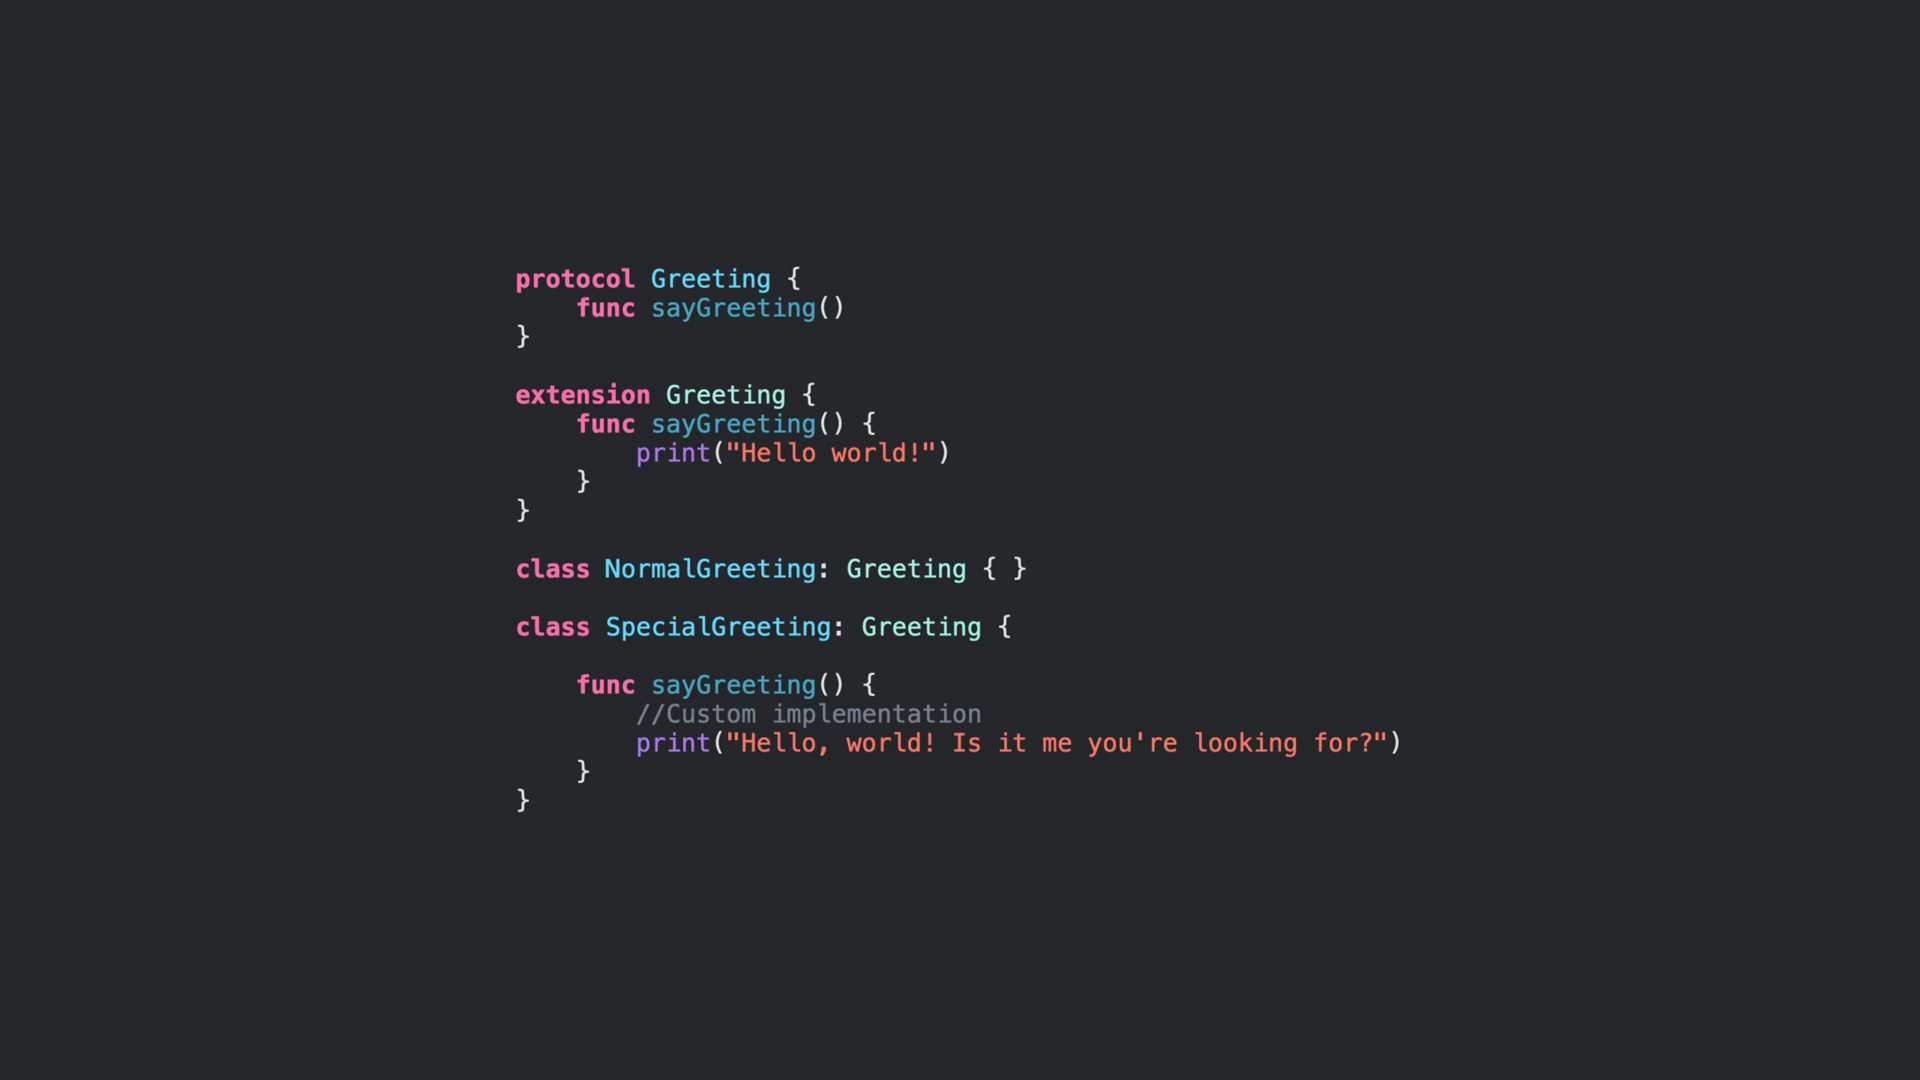 protocol Greeting {
    func sayGreeting()
}

extension Greeting {
    func sayGreeting() {
        print("Hello world!")
    }
}

class NormalGreeting: Greeting { }

class SpecialGreeting: Greeting {

    func sayGreeting() {
        //Custom implementation
        print("Hello, world! Is it me you're looking for?")
    }
}